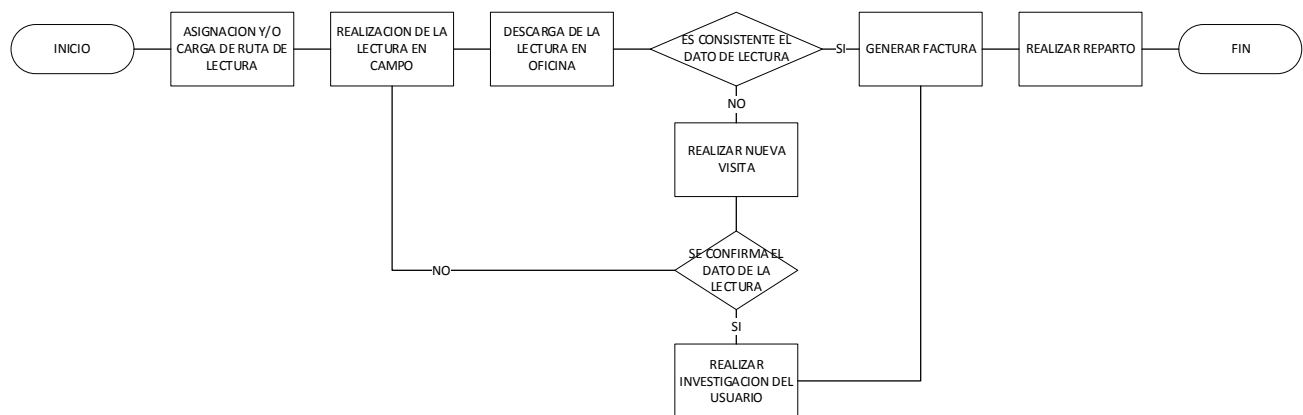 INICIO
ASIGNACION Y/O
CARGA DE RUTA DE
LECTURA
REALIZACION DE LA
LECTURA EN
CAMPO
DESCARGA DE LA
LECTURA EN
OFICINA
ES CONSISTENTE EL
DATO DE LECTURA
SI
GENERAR FACTURA
REALIZAR REPARTO
FIN
NO
REALIZAR NUEVA
VISITA
SE CONFIRMA EL
DATO DE LA
LECTURA
NO
SI
REALIZAR
INVESTIGACION DEL
USUARIO